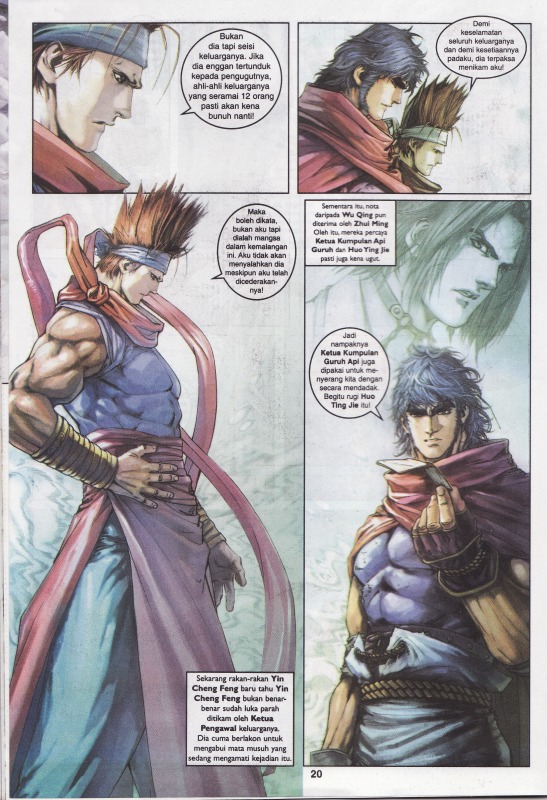 Bukan
dia tapi seisi
keluarganya. Jika
dia enggan tertunduk
kepada pengugutnya,
ahli-ahli keluarganya
yang seramai 12 orang
pasti akan kena
bunuh nanti!
Demi
keselamatan
seluruh keluarganya
dan demi kesetiaannya
padaku, dia terpaksa
menikam aku!
Maka
boleh dikata,
bukan aku tapi
dialah mangsa
dalam kemalangan
ini. Aku tidak akan
menyalahkan dia
meskipun aku telah
dicederakan-
nya!
Sementara itu, nota
daripada Wu Qing pun
diterima oleh Zhui Ming
Oleh itu, mereka percaya
Ketua Kumpulan Api
Guruh dan Huo Ying Jie
pasti juga kena ugut.
Jadi
nampaknya
Ketua Kumpulan
Guruh Api juga
dipakai untuk me-
nyerang kita dengan
secara mendadak.
Begitu rugi Huo
Ting Jie itu!
Sekarang rakan-rakan Yin
Cheng Feng baru tahu Yin
Cheng Feng bukan benar-
benar sudah luka parah
ditikam oleh Ketua
Pengawal keluarganya.
Dia cuma berlakon untuk
mengabui mata musuh yang
sedang mengamati kejadian itu.
20